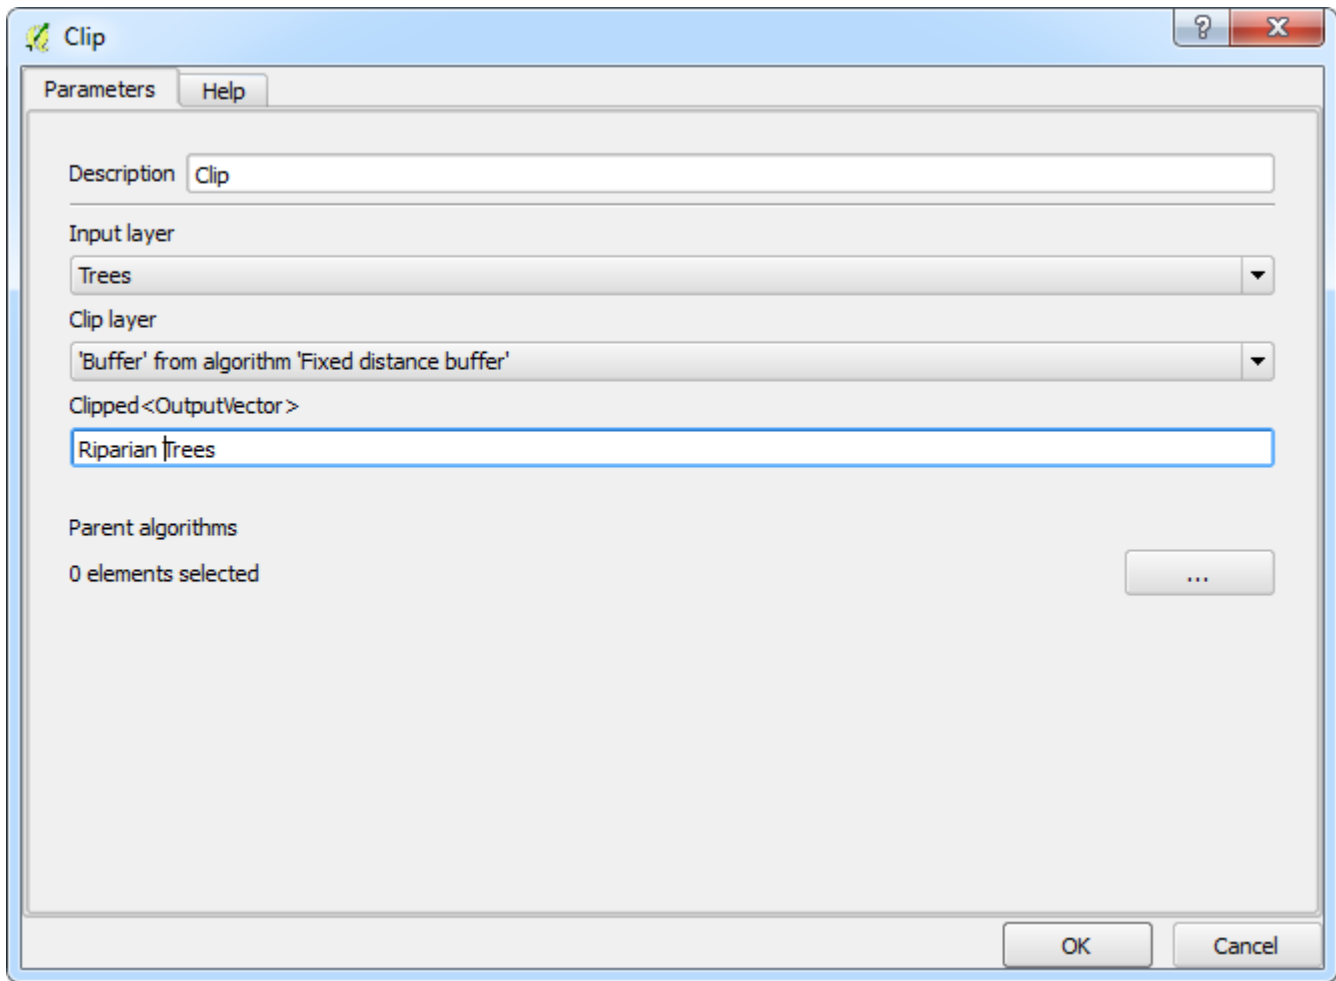 Clip
Parameters Help
Description Clip
Input layer
Trees
Clip layer
'Buffer' from algorithm 'Fixed distance buffer'
Clipped<OutputVector>
Riparian Trees
Parent algorithms
0 elements selected
...
OK Cancel